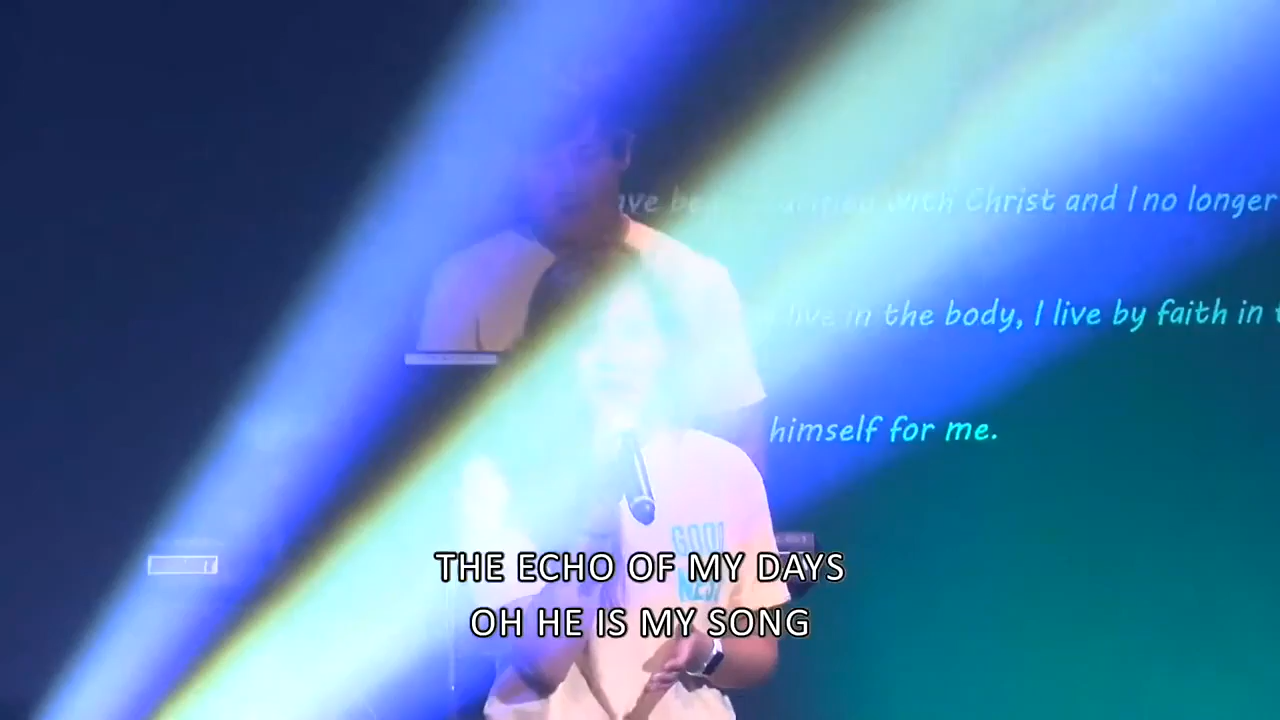 with Christ and I no longer
live in the body, I live by faith in
himself for me.
THE ECHO OF MY DAYS
OH HE IS MY SONG